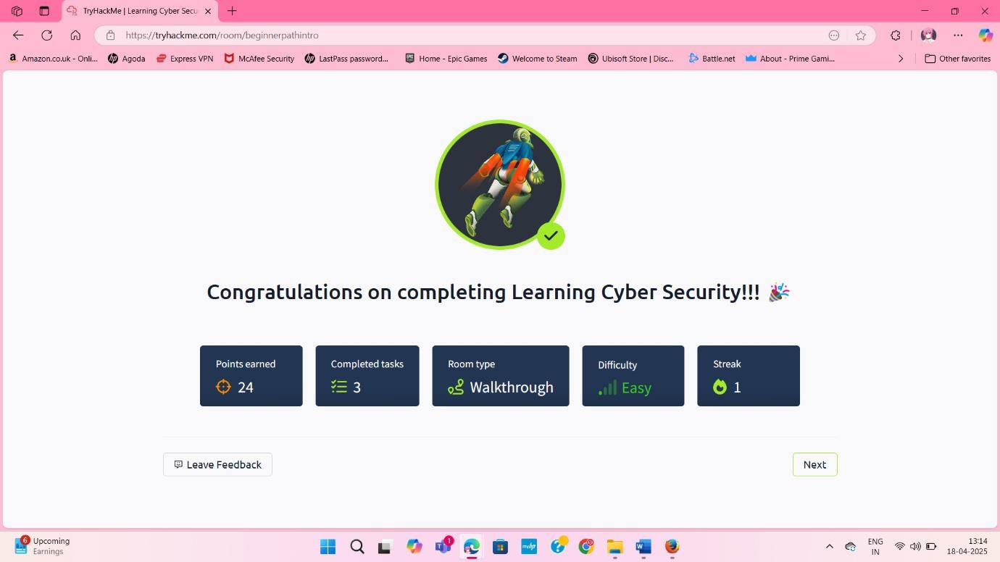 TryHackMe | Learning Cyber Secu
https://tryhackme.com/room/beginnerpathintro
Amazon.co.uk - Onli...
Agoda
Express VPN
McAfee Security
LastPass password...
Home - Epic Games
Welcome to Steam
Ubisoft Store | Disc...
Battle.net
About - Prime Gami...
Other favorites
Congratulations on completing Learning Cyber Security!!! 🎉
Points earned
24
Completed tasks
3
Room type
Walkthrough
Difficulty
Easy
Streak
1
Leave Feedback
Next
6
Upcoming
Earnings
1
ENG
IN
13:14
18-04-2025